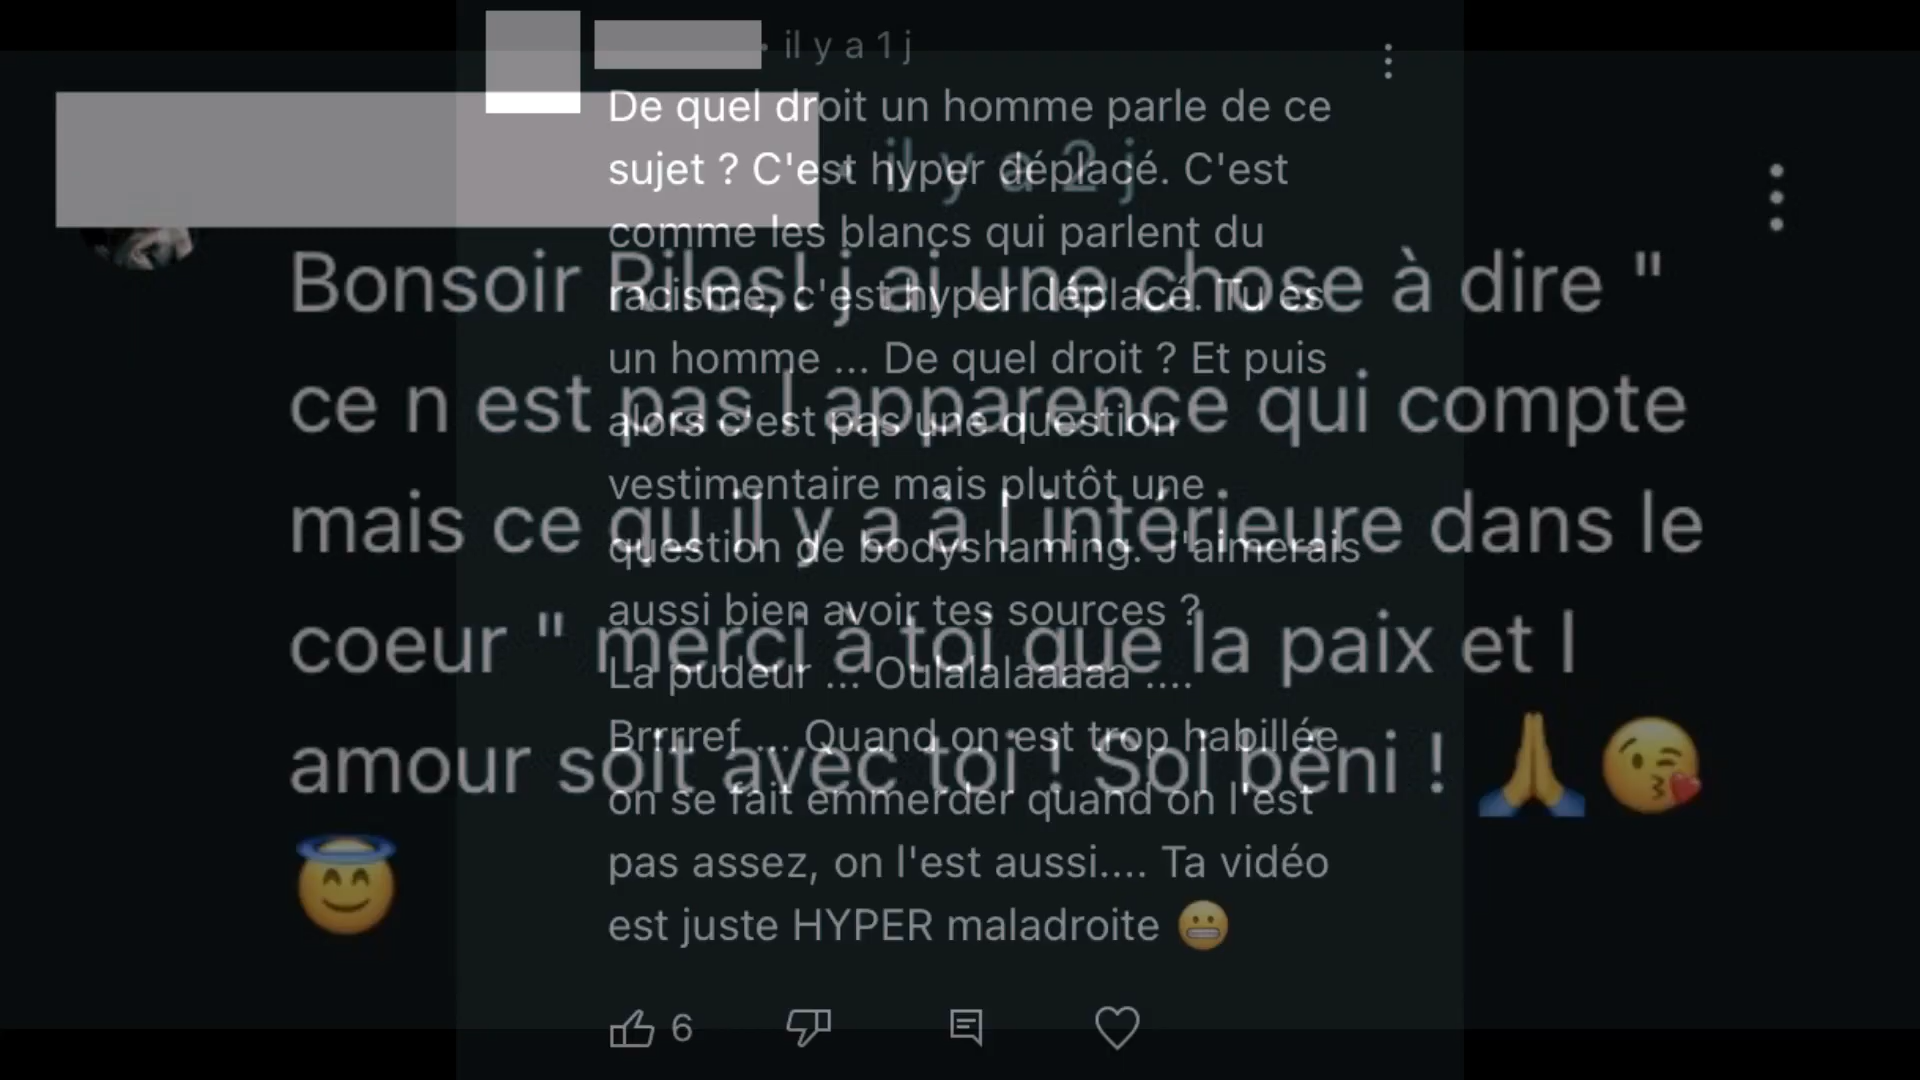 il y a 1 j
De quel droit un homme parle de ce
sujet ? C'est hyper déplacé. C'est
comme les blancs qui parlent du
racisme, c'est hyper déplacé. Tu es
un homme ... De quel droit ? Et puis
alors c'est pas une question
vestimentaire mais plutôt une
question de bodyshaming. J'aimerais
aussi bien avoir tes sources ?
La pudeur ... Oulalalaaaaa ....
Brrrref ... Quand on est trop habillée
on se fait emmerder quand on l'est
pas assez, on l'est aussi.... Ta vidéo
est juste HYPER maladroite 😬
6
il y a 2 j
Bonsoir Riles! j ai une chose à dire "
ce n est pas l apparence qui compte
mais ce qu il y a à l intérieure dans le
coeur " merci à toi que la paix et l
amour soit avec toi ! Soi béni ! 🙏😘
😇